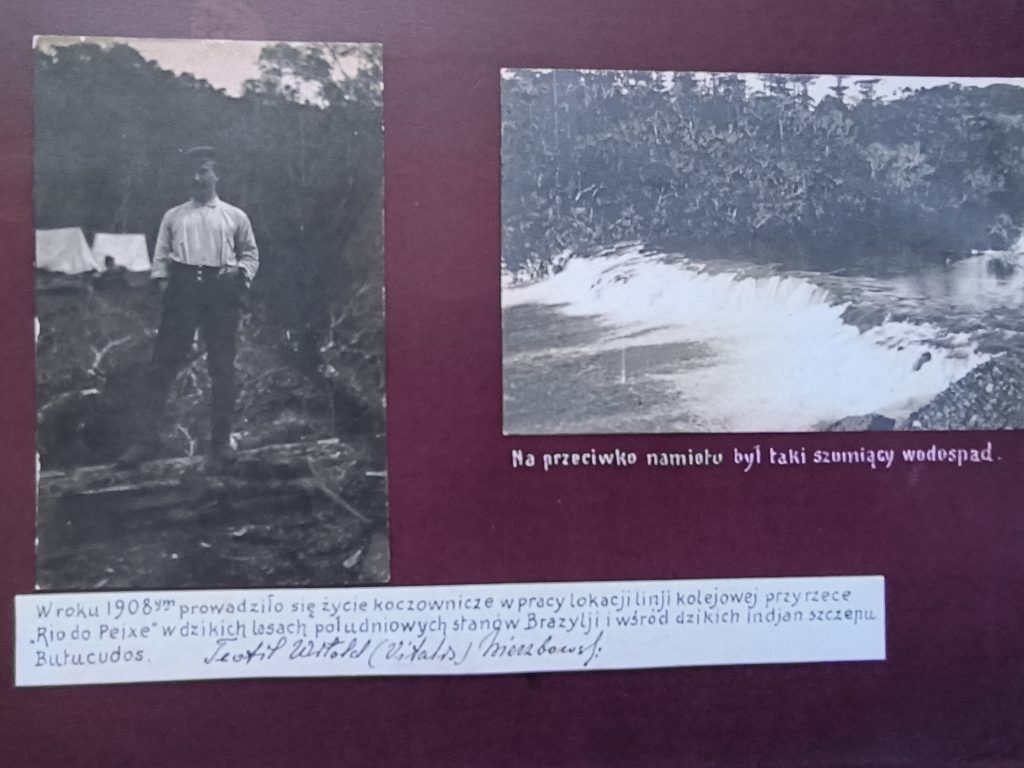 Na przeciwko namiotu był taki szumiący wodospad.
W roku 1908ym prowadziło się życie koczownicze w pracy lokacji linji kolejowej przy rzece
„Rio do Peixe" w dzikich lasach południowych stanów Brazylji i wśród dzikich indjan szczepu
Butucudos. Teofil Witold (Vitalis) Wierzbowski